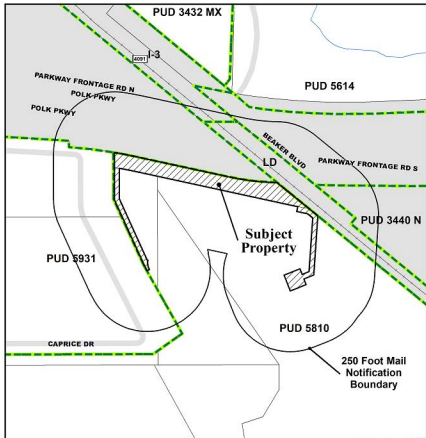 PUD 3432 MX
4091
I-3
PUD 5614
PARKWAY FRONTAGE RD N
POLK PKWY
POLK PKWY
BEAKER BLVD
LD
PARKWAY FRONTAGE RD S
PUD 3440 N
Subject
Property
PUD 5931
PUD 5810
CAPRICE DR
250 Foot Mail
Notification
Boundary